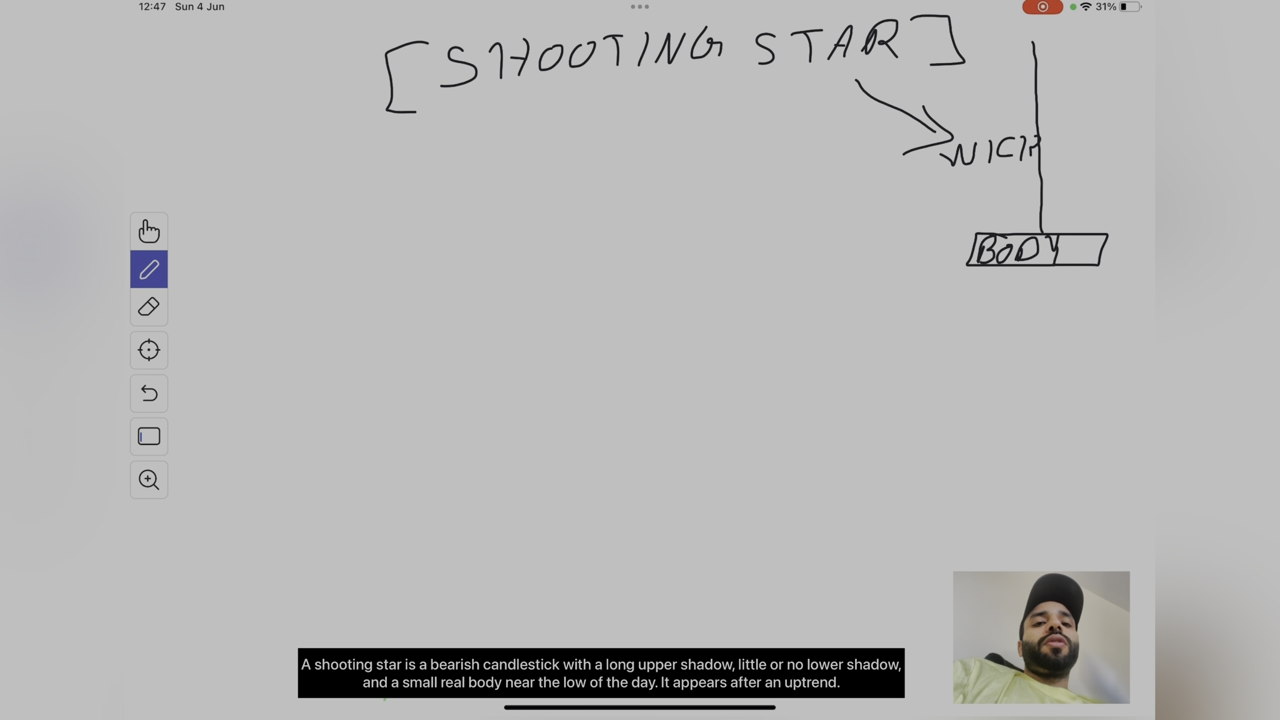 12:47 Sun 4 Jun
31%
[SHOOTING STAR]
WICK
BODY
A shooting star is a bearish candlestick with a long upper shadow, little or no lower shadow,
and a small real body near the low of the day. It appears after an uptrend.